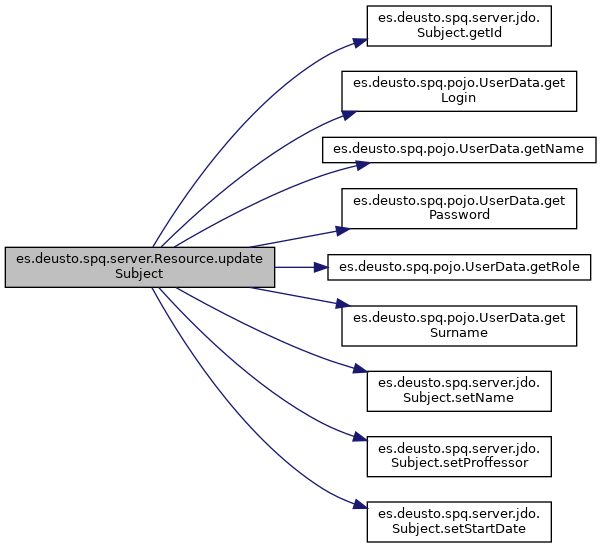 es.deusto.spq.server.jdo.
Subject.getId
es.deusto.spq.pojo.UserData.get
Login
es.deusto.spq.pojo.UserData.getName
es.deusto.spq.pojo.UserData.get
Password
es.deusto.spq.server.Resource.update
Subject
es.deusto.spq.pojo.UserData.getRole
es.deusto.spq.pojo.UserData.get
Surname
es.deusto.spq.server.jdo.
Subject.setName
es.deusto.spq.server.jdo.
Subject.setProffessor
es.deusto.spq.server.jdo.
Subject.setStartDate